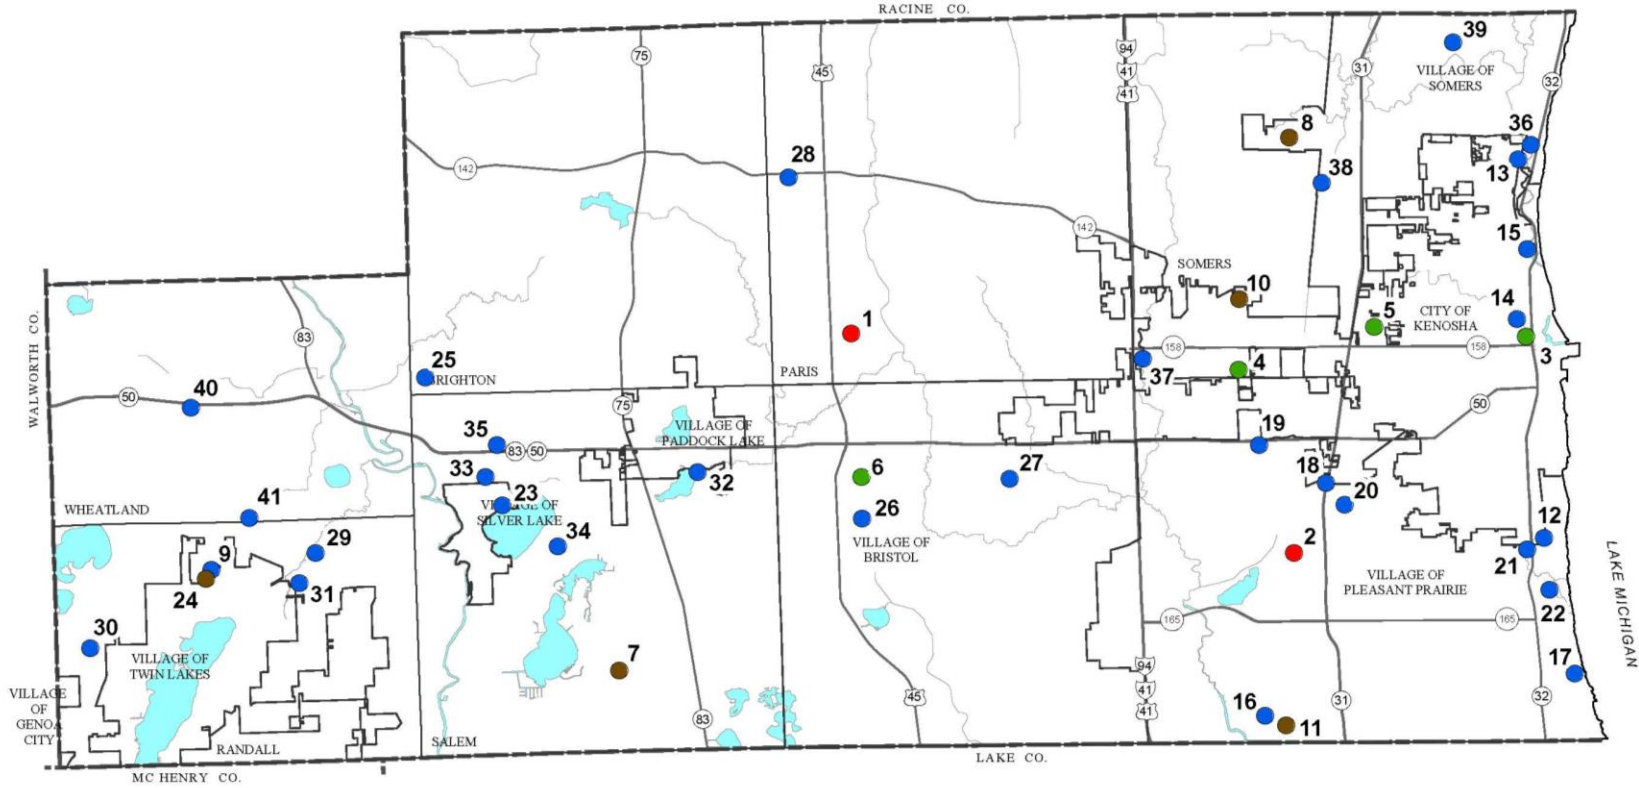 RACINE CO.
39
75
94
31
VILLAGE OF
SOMERS
45
41
32
41
8
36
28
142
38
13
142
15
SOMERS
10
14
CITY OF
KENOSHA
5
1
WALWORTH CO.
83
158
158
3
25
RIGHTON
PARIS
4
37
40
50
75
50
VILLAGE OF
PADDOCK LAKE
35
83
50
19
33
6
27
18
32
23
VILLAGE OF
SILVER LAKE
20
26
WHEATLAND
41
12
34
VILLAGE OF
BRISTOL
2
29
9
21
LAKE MICHIGAN
VILLAGE OF
PLEASANT PRAIRIE
24
31
22
165
165
30
VILLAGE OF
TWIN LAKES
7
17
94
VILLAGE
OF
GENOA
CITY
45
41
31
32
16
41
11
83
RANDALL
SALEM
LAKE CO.
MC HENRY CO.